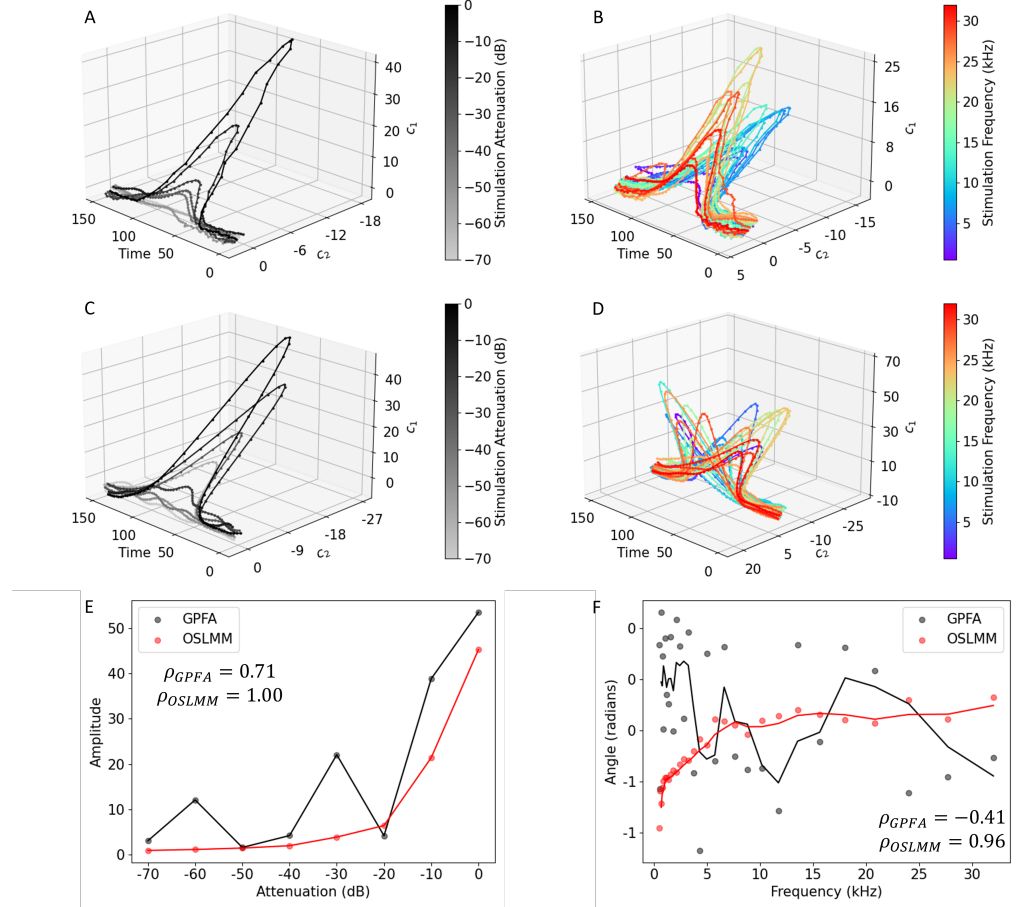 A
40
30
20
10
0
c₁
150
100
Time 50
0
0
-6
c₂
-12
-18
0
−10
−20
−30
−40
−50
−60
−70
Stimulation Attenuation (dB)
B
25
16
8
0
c₁
150
100
Time 50
0
5
0
-5
c₂
-10
-15
30
25
20
15
10
5
Stimulation Frequency (kHz)
C
40
30
20
10
0
c₁
150
100
Time 50
0
0
-9
c₂
-18
-27
0
−10
−20
−30
−40
−50
−60
−70
Stimulation Attenuation (dB)
D
70
50
30
10
-10
c₁
150
100
Time 50
0
20
5
c₂
-10
-25
30
25
20
15
10
5
Stimulation Frequency (kHz)
E
GPFA
OSLMM
ρGPFA = 0.71
ρOSLMM = 1.00
50
40
30
20
10
0
Amplitude
-70 -60 -50 -40 -30 -20 -10 0
Attenuation (dB)
F
GPFA
OSLMM
0
0
-0
-1
-1
Angle (radians)
ρGPFA = −0.41
ρOSLMM = 0.96
0 5 10 15 20 25 30
Frequency (kHz)